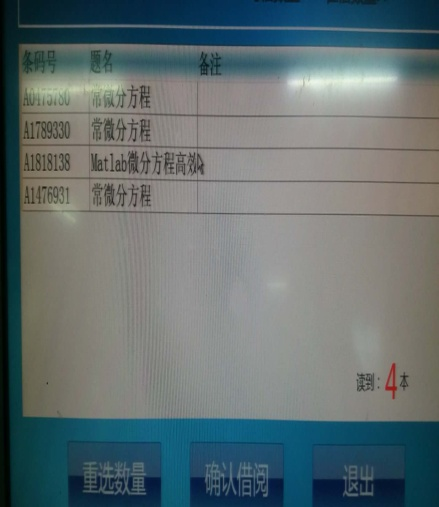 条码号 题名 备注
A0475780 常微分方程
A1789330 常微分方程
A1818138 Matlab微分方程高效
A1476931 常微分方程
读到：4本
重选数量 确认借阅 退出